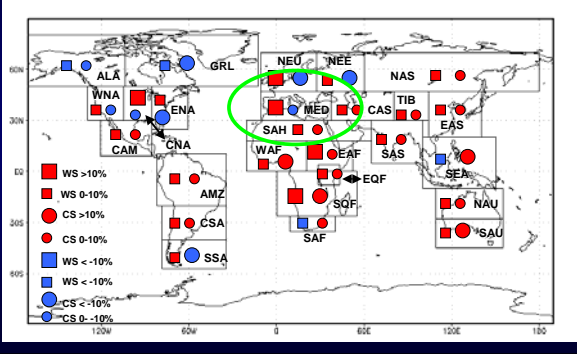 60N
30N
EQ
30S
60S
120W
60W
0
60E
120E
180
GRL
ALA
WNA
ENA
CNA
CAM
AMZ
CSA
SSA
NEU
NEE
MED
SAH
WAF
EAF
EQF
SQF
SAF
NAS
CAS
TIB
EAS
SAS
SEA
NAU
SAU
WS >10%
WS 0-10%
CS >10%
CS 0-10%
WS < -10%
WS < -10%
CS < -10%
CS 0- -10%